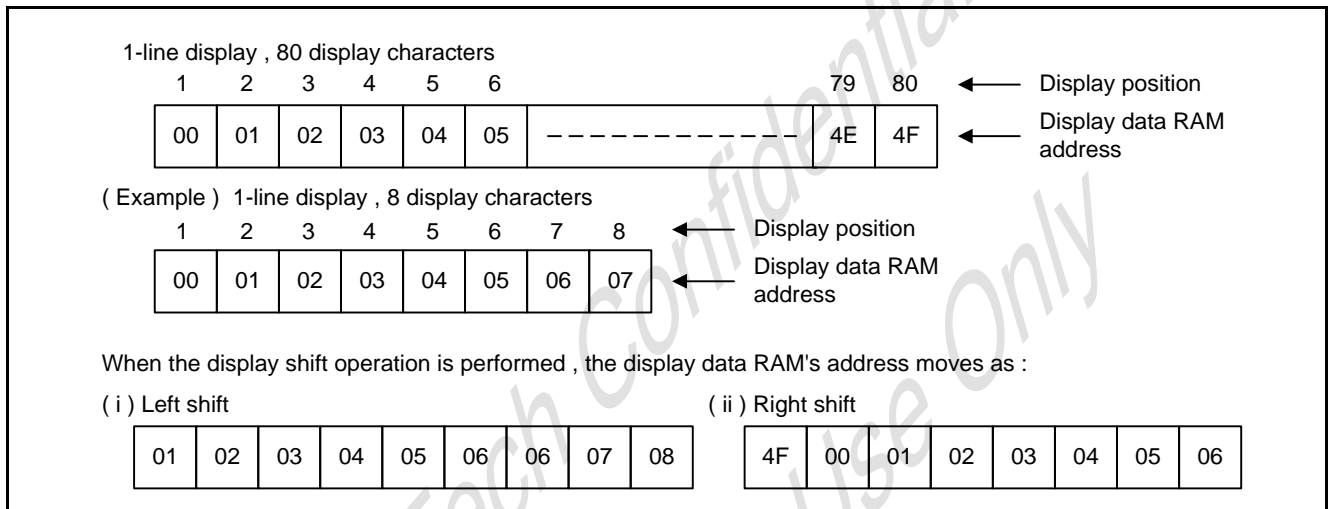 1-line display , 80 display characters
1 2 3 4 5 6 79 80 Display position
00 01 02 03 04 05 4E 4F Display data RAM address
( Example ) 1-line display , 8 display characters
1 2 3 4 5 6 7 8 Display position
00 01 02 03 04 05 06 07 Display data RAM address
When the display shift operation is performed , the display data RAM's address moves as :
( i ) Left shift ( ii ) Right shift
01 02 03 04 05 06 06 07 08 4F 00 01 02 03 04 05 06
Tech Confidential
Use Only